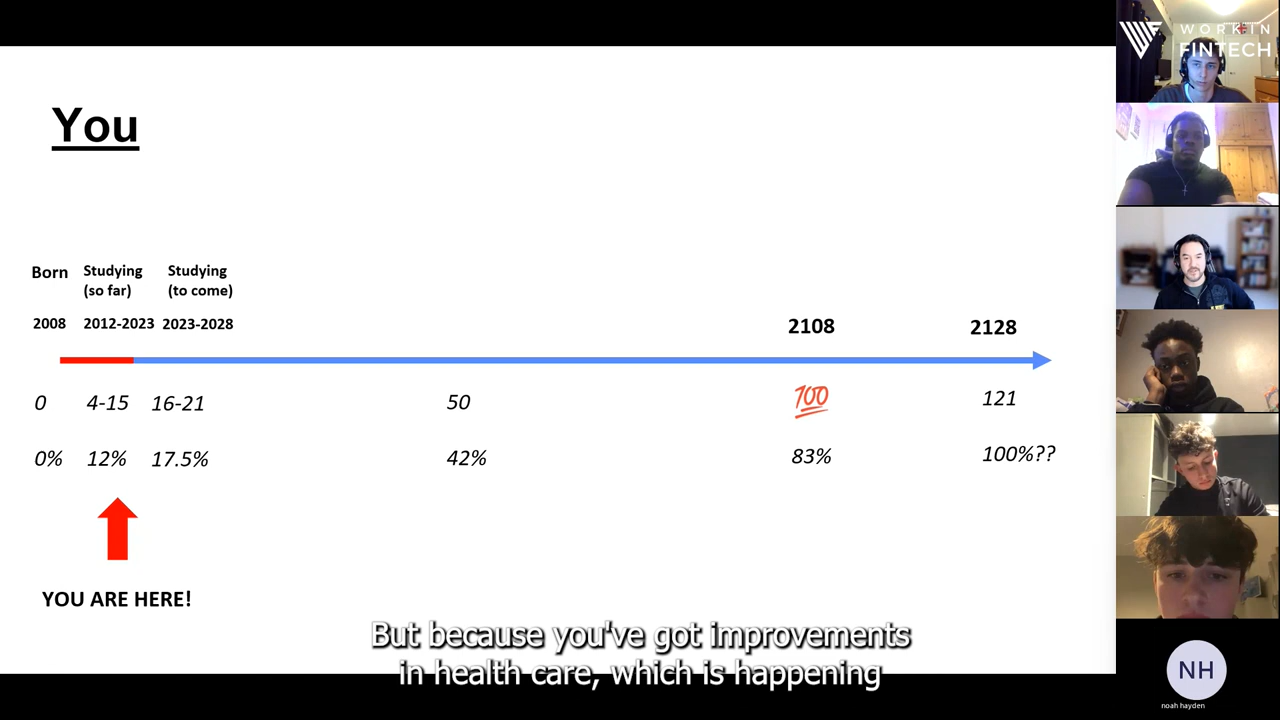 You
Born Studying (so far) Studying (to come)
2008 2012-2023 2023-2028 2108 2128
0 4-15 16-21 50 100 121
0% 12% 17.5% 42% 83% 100%??
YOU ARE HERE!
But because you've got improvements
in health care, which is happening
WORKIN
FINTECH
NH
noah hayden